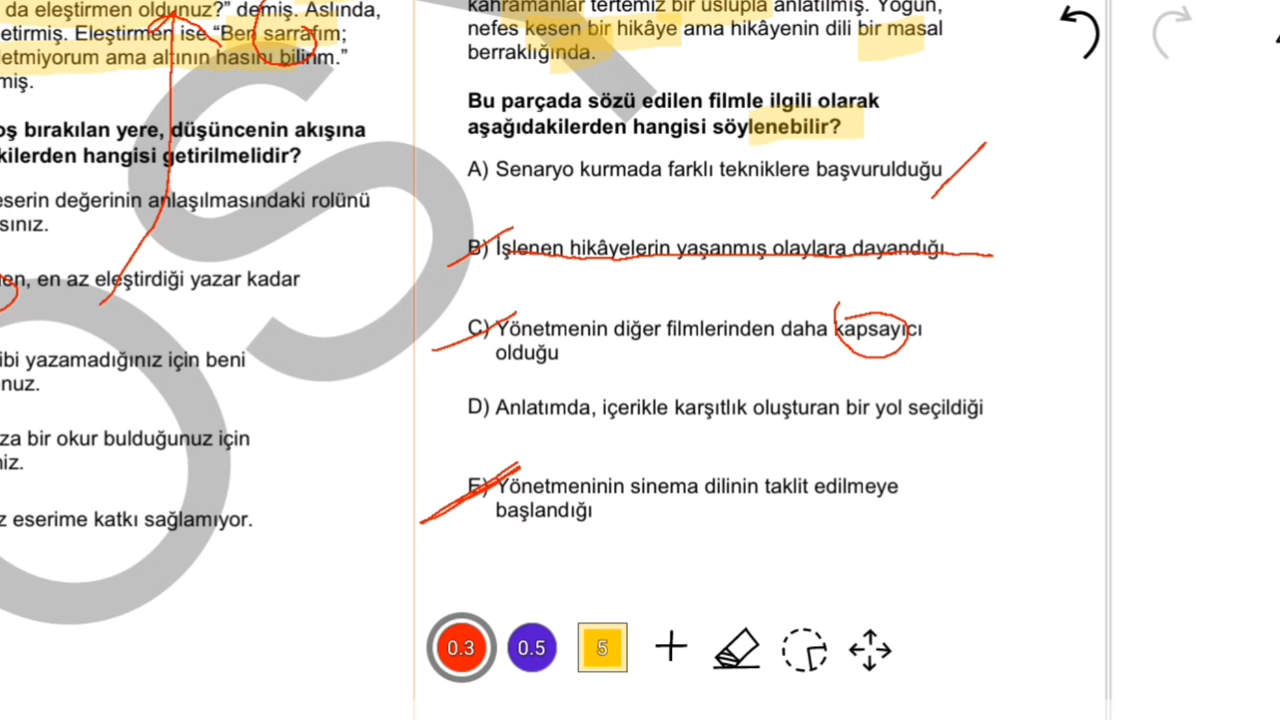 da eleştirmen oldunuz?” demiş. Aslında,
etirmiş. Eleştirmen ise “Ben sarrafım;
letmiyorum ama altının hasını bilirim.”
miş.
oş bırakılan yere, düşüncenin akışına
kilerden hangisi getirilmelidir?
eserin değerinin anlaşılmasındaki rolünü
sınız.
en, en az eleştirdiği yazar kadar
ibi yazamadığınız için beni
nuz.
za bir okur bulduğunuz için
niz.
z eserime katkı sağlamıyor.
kahramanlar tertemiz bir üslupla anlatılmış. Yoğun,
nefes kesen bir hikâye ama hikâyenin dili bir masal
berraklığında.
Bu parçada sözü edilen filmle ilgili olarak
aşağıdakilerden hangisi söylenebilir?
A) Senaryo kurmada farklı tekniklere başvurulduğu
B) İşlenen hikâyelerin yaşanmış olaylara dayandığı
C) Yönetmenin diğer filmlerinden daha kapsayıcı
olduğu
D) Anlatımda, içerikle karşıtlık oluşturan bir yol seçildiği
E) Yönetmeninin sinema dilinin taklit edilmeye
başlandığı
0.3 0.5 5